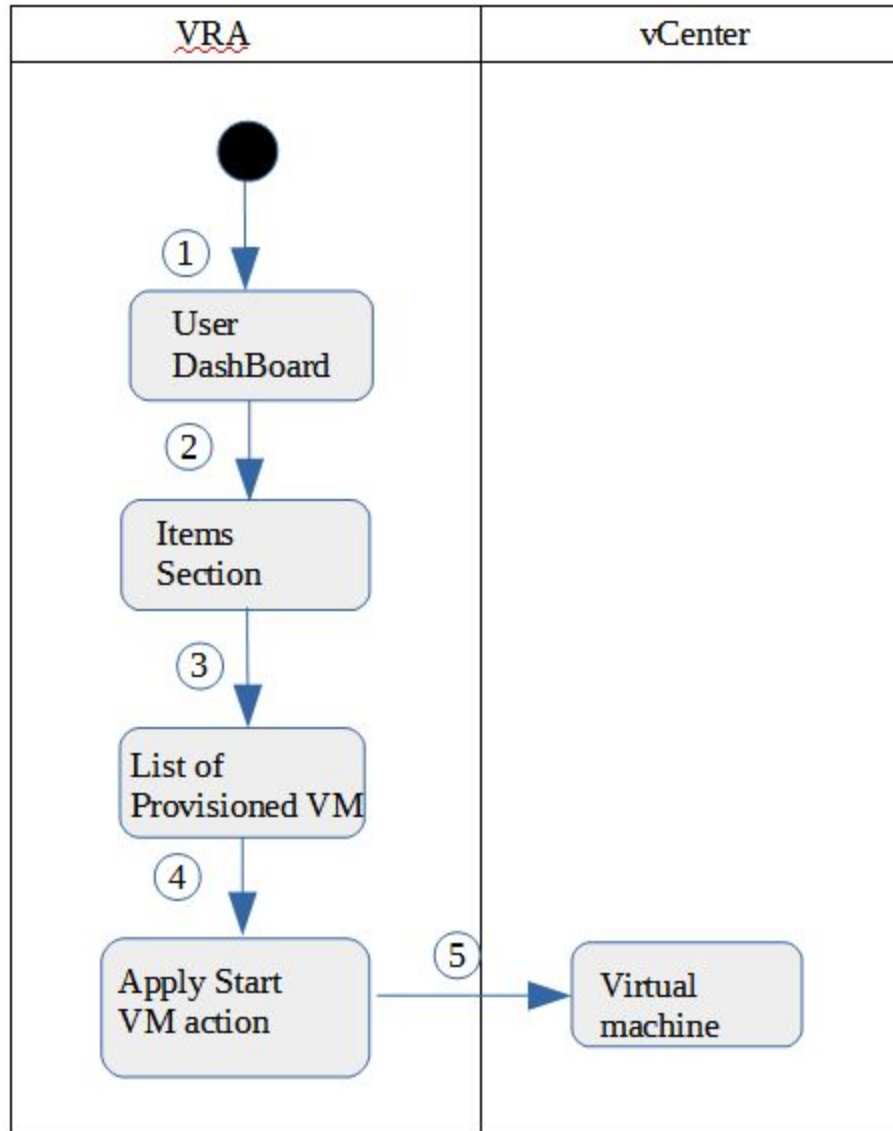 VRA
vCenter
1
User
DashBoard
2
Items
Section
3
List of
Provisioned VM
4
Apply Start
VM action
5
Virtual
machine